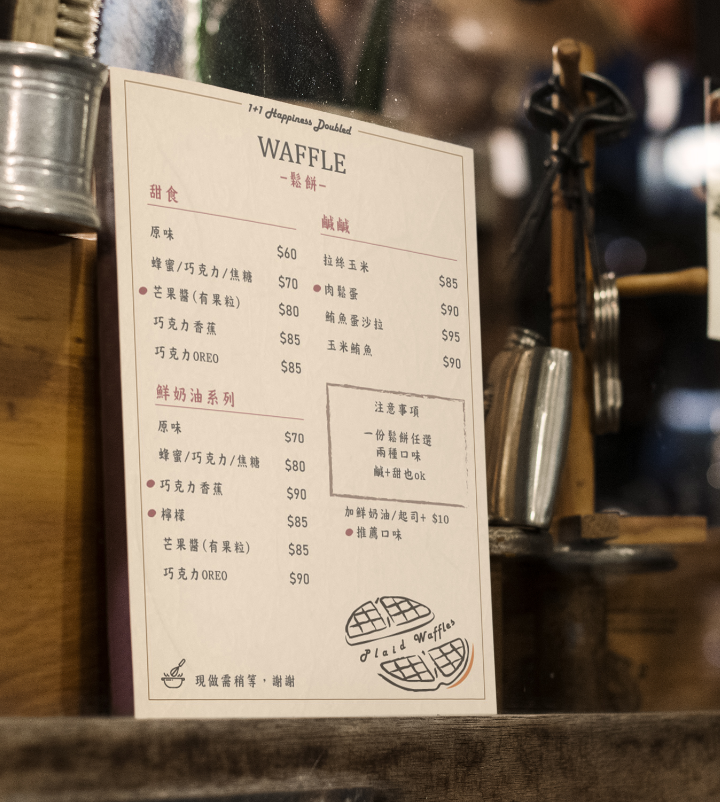 1+1 Happiness Doubled
WAFFLE
-鬆餅-
甜食
原味 $60
蜂蜜/巧克力/焦糖 $70
芒果醬(有果粒) $80
巧克力香蕉 $85
巧克力OREO $85
鮮奶油系列
原味 $70
蜂蜜/巧克力/焦糖 $80
巧克力香蕉 $90
檸檬 $85
芒果醬(有果粒) $85
巧克力OREO $90
鹹鹹
拉絲玉米 $85
肉鬆蛋 $90
鮪魚蛋沙拉 $95
玉米鮪魚 $90
注意事項
一份鬆餅任選
兩種口味
鹹+甜也ok
加鮮奶油/起司+ $10
推薦口味
Plaid Waffles
現做需稍等，謝謝